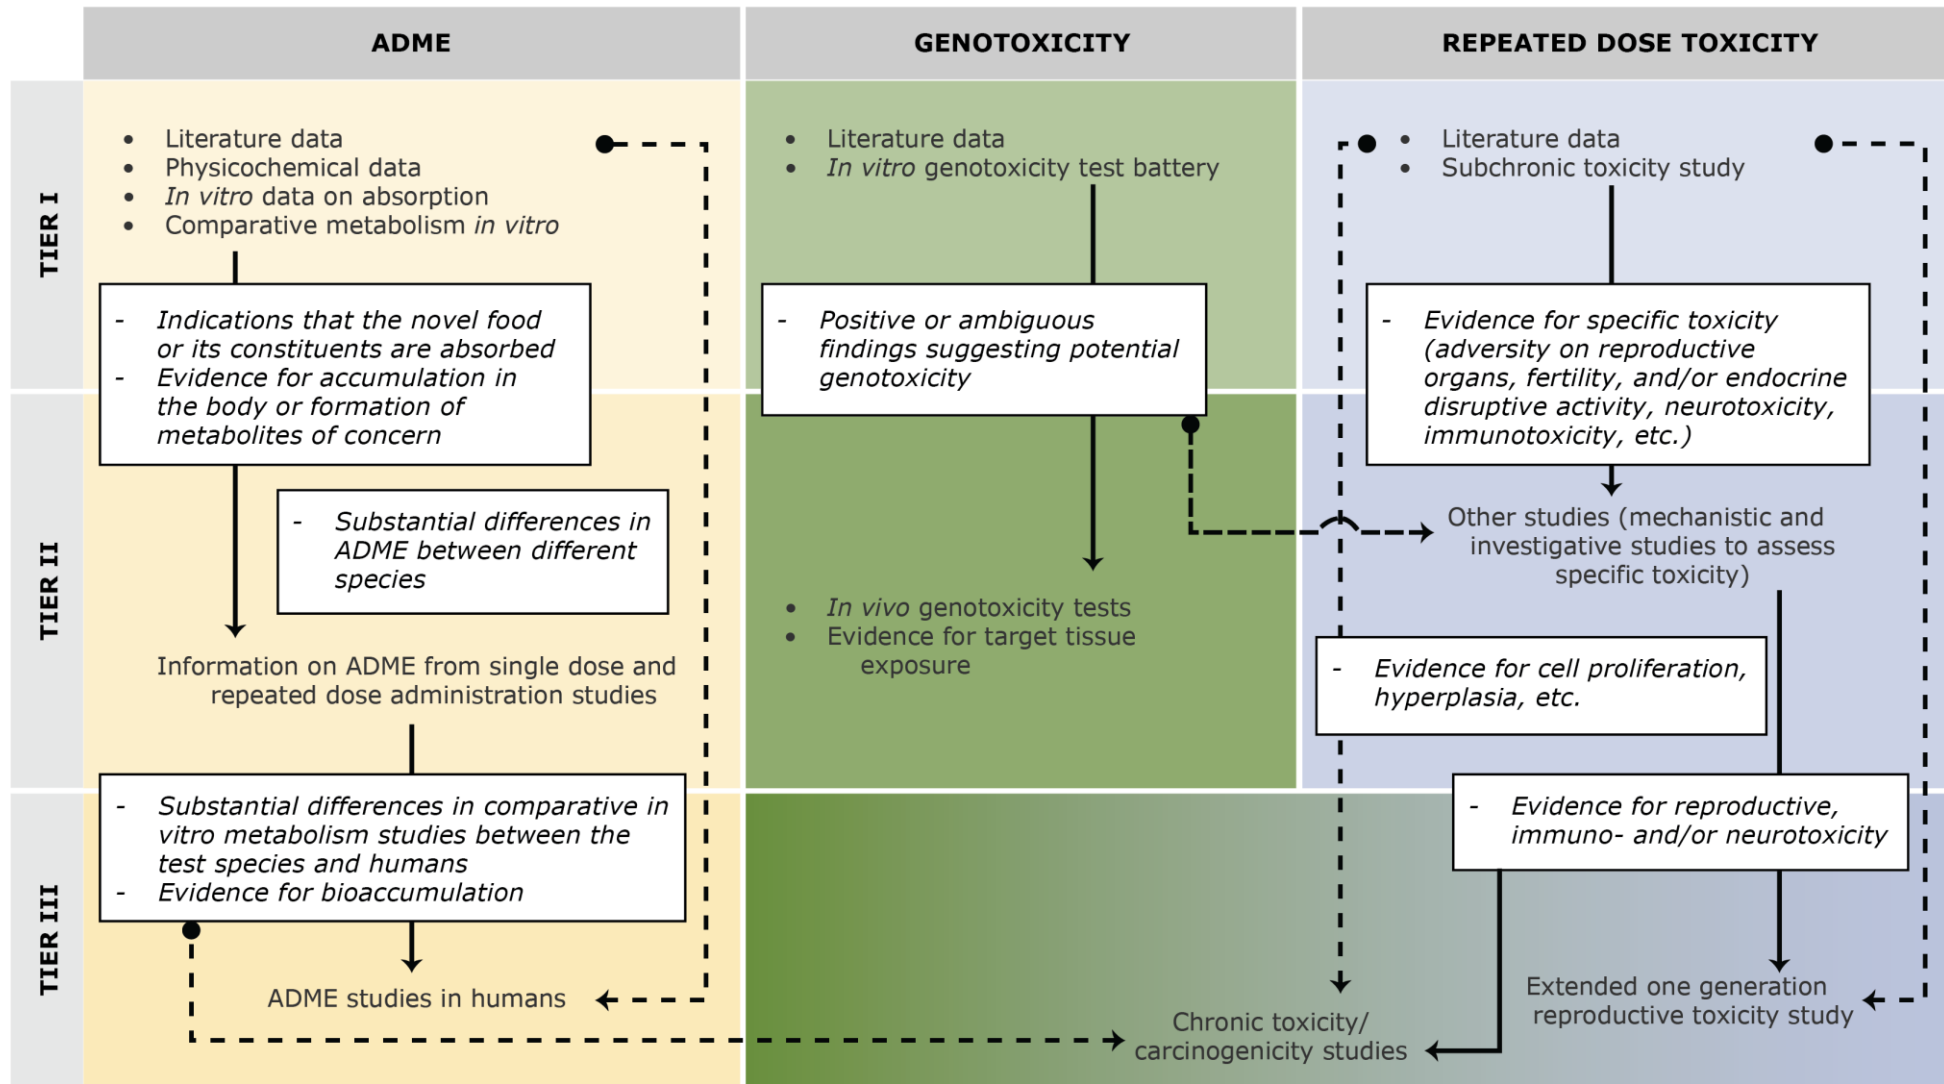 ADME
GENOTOXICITY
REPEATED DOSE TOXICITY
TIER I
• Literature data
• Physicochemical data
• In vitro data on absorption
• Comparative metabolism in vitro
- Indications that the novel food
or its constituents are absorbed
- Evidence for accumulation in
the body or formation of
metabolites of concern
• Literature data
• In vitro genotoxicity test battery
- Positive or ambiguous
findings suggesting potential
genotoxicity
• Literature data
• Subchronic toxicity study
- Evidence for specific toxicity
(adversity on reproductive
organs, fertility, and/or endocrine
disruptive activity, neurotoxicity,
immunotoxicity, etc.)
TIER II
- Substantial differences in
ADME between different
species
Information on ADME from single dose and
repeated dose administration studies
• In vivo genotoxicity tests
• Evidence for target tissue
exposure
Other studies (mechanistic and
investigative studies to assess
specific toxicity)
- Evidence for cell proliferation,
hyperplasia, etc.
TIER III
- Substantial differences in comparative in
vitro metabolism studies between the
test species and humans
- Evidence for bioaccumulation
ADME studies in humans
- Evidence for reproductive,
immuno- and/or neurotoxicity
Chronic toxicity/
carcinogenicity studies
Extended one generation
reproductive toxicity study